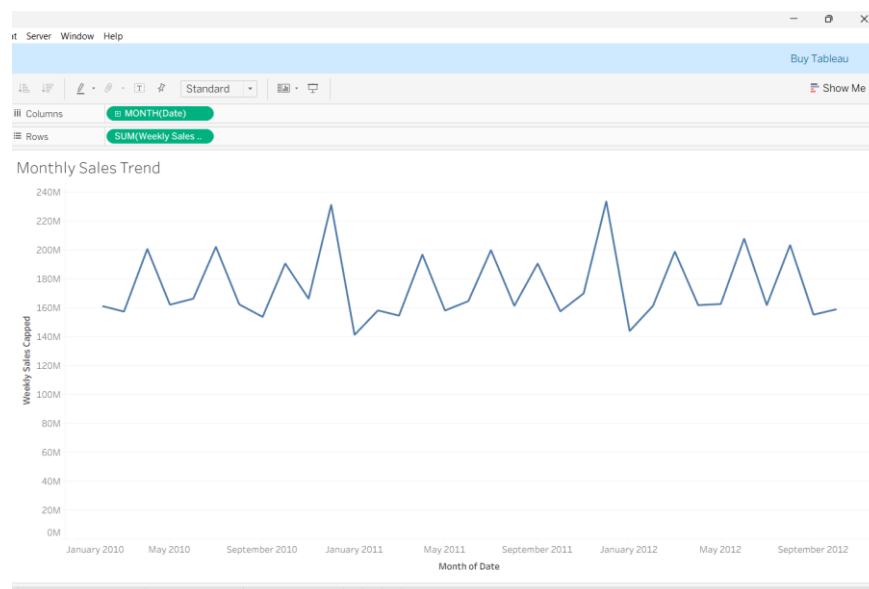 Server Window Help
Buy Tableau
Standard
Show Me
Columns
MONTH(Date)
Rows
SUM(Weekly Sales ..
Monthly Sales Trend
240M
220M
200M
180M
160M
140M
120M
100M
80M
60M
40M
20M
0M
Weekly Sales Capped
January 2010 May 2010 September 2010 January 2011 May 2011 September 2011 January 2012 May 2012 September 2012
Month of Date